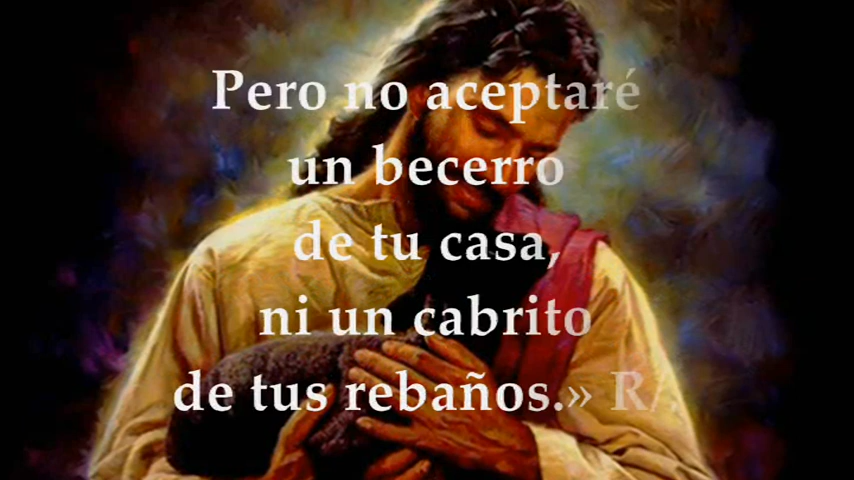 Pero no aceptaré
un becerro
de tu casa,
ni un cabrito
de tus rebaños.» R/.